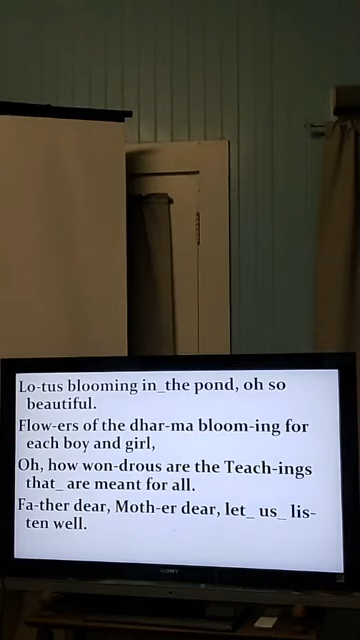 Lo-tus blooming in_the pond, oh so
beautiful.
Flow-ers of the dhar-ma bloom-ing for
each boy and girl,
Oh, how won-drous are the Teach-ings
that_ are meant for all.
Fa-ther dear, Moth-er dear, let_ us_ lis-
ten well.
SONY